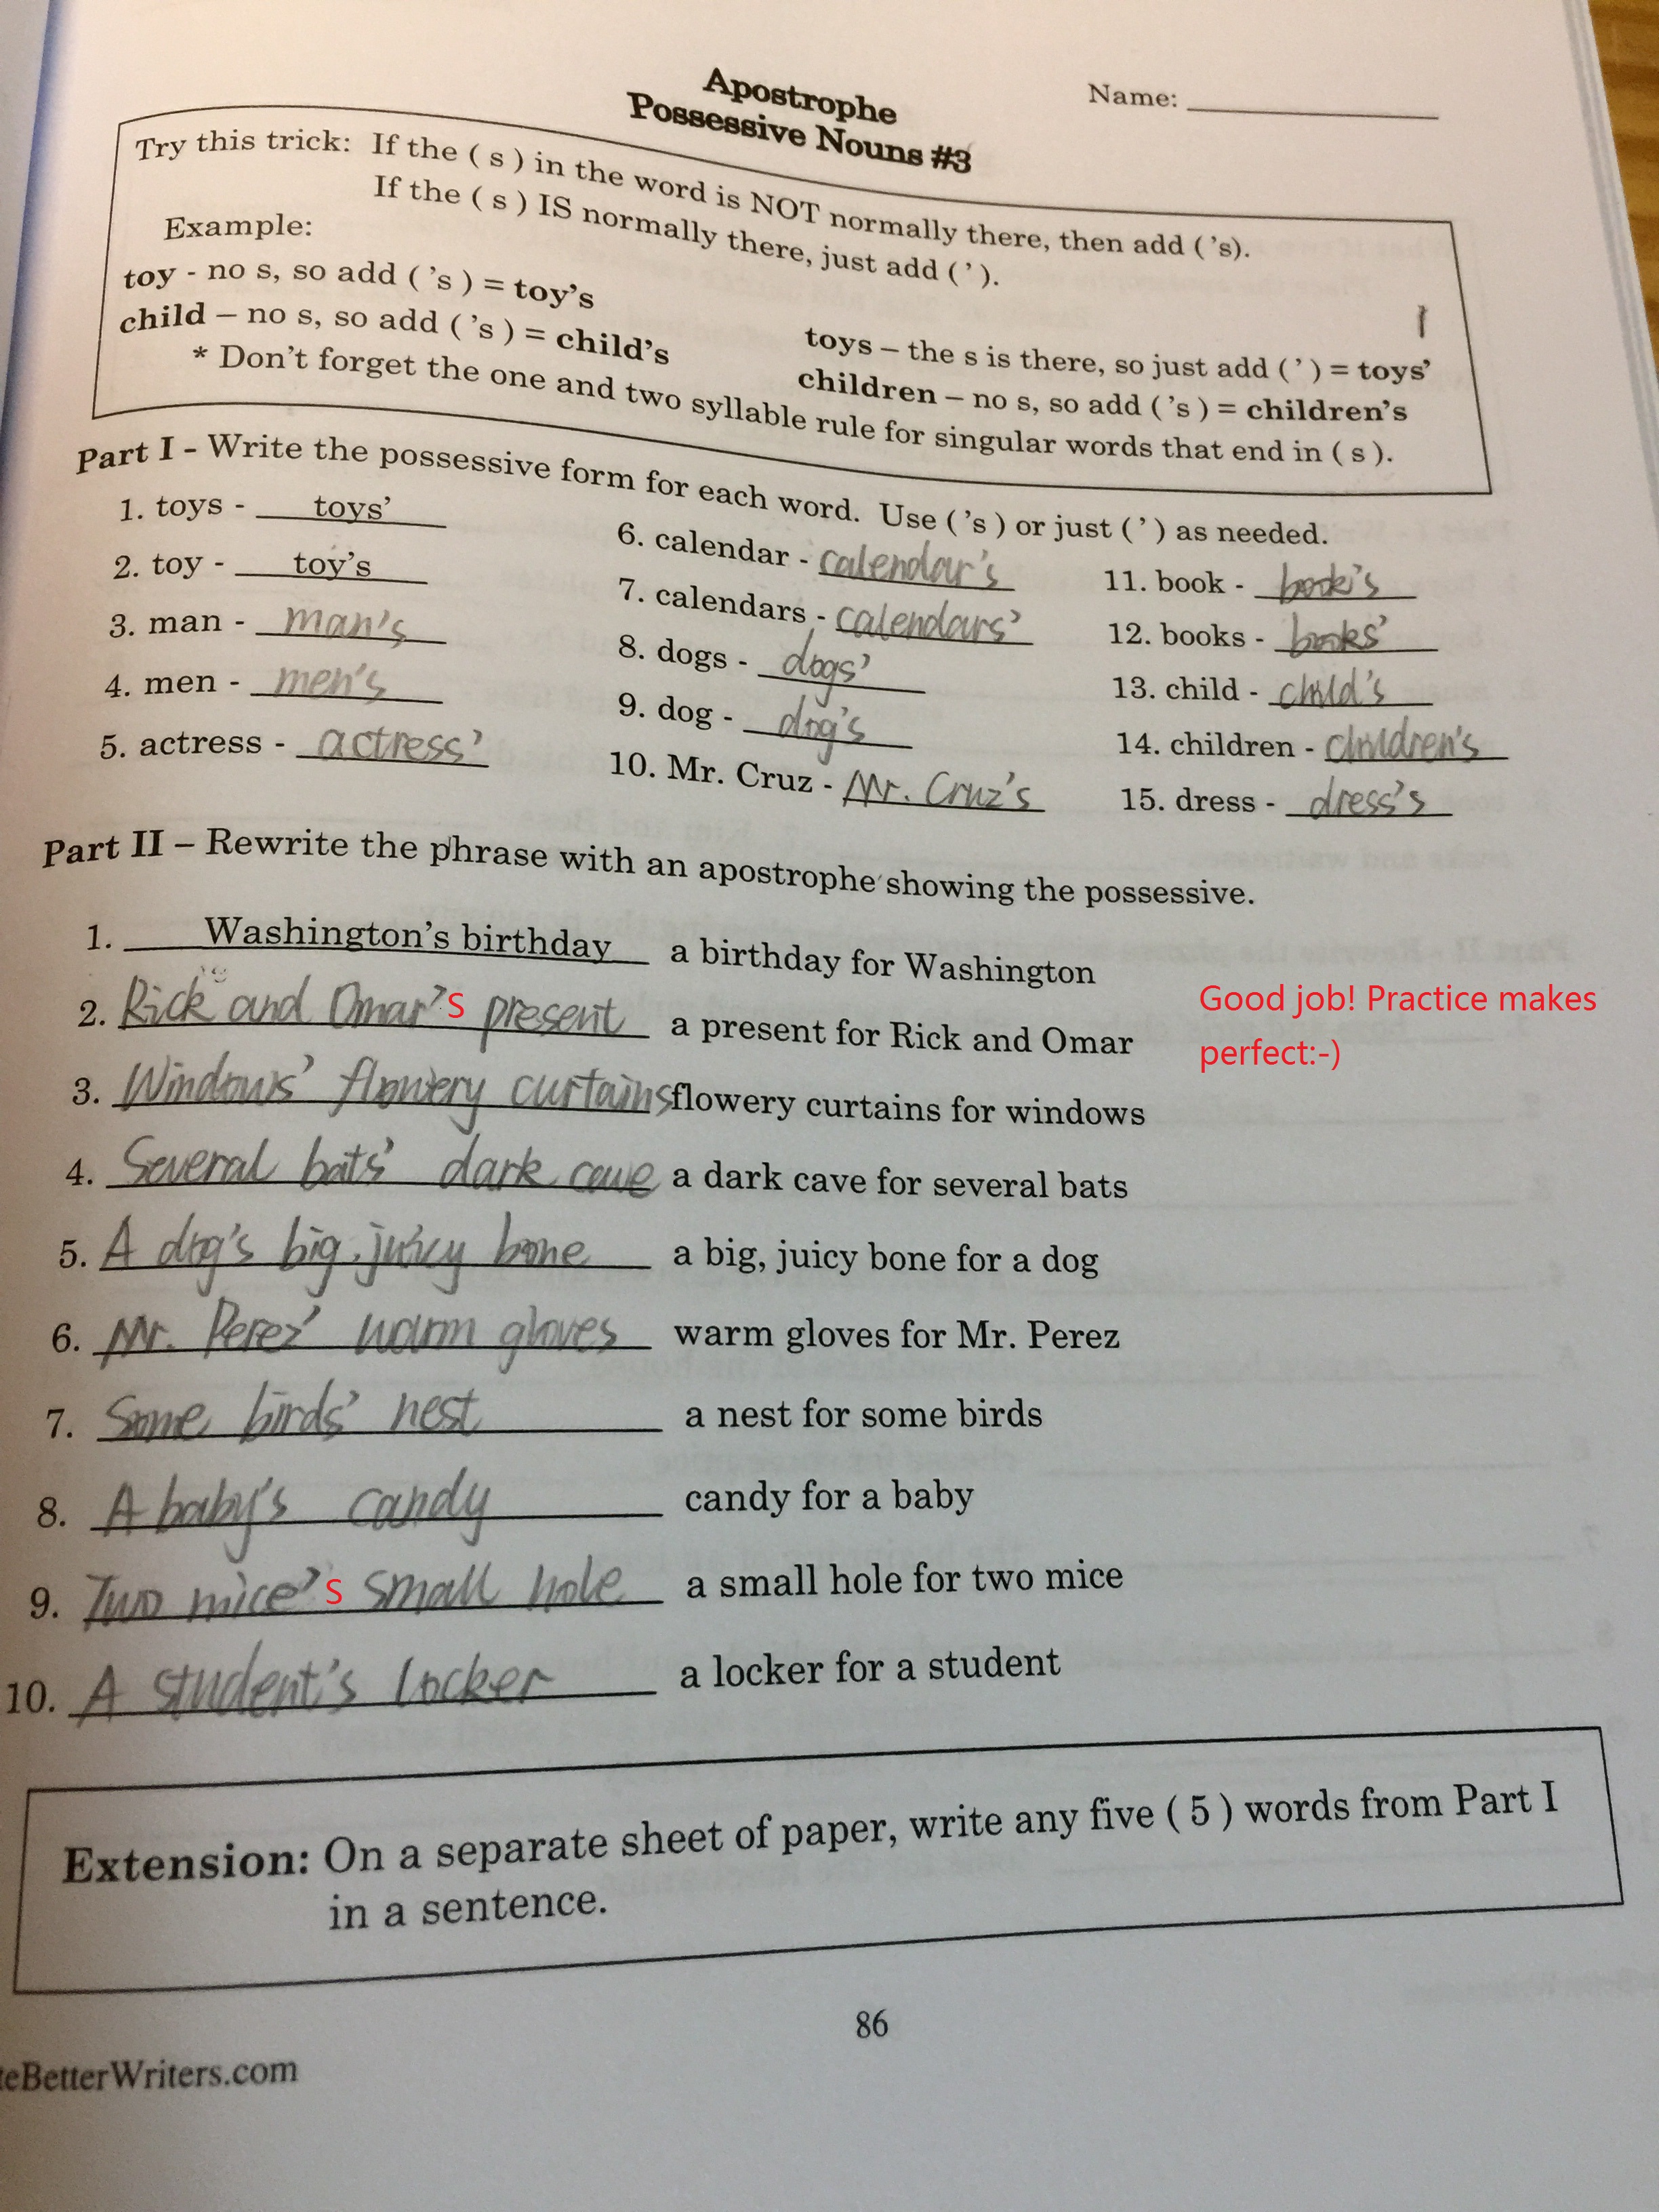 Apostrophe
Possessive Nouns #3
Name:
Try this trick: If the ( s ) in the word is NOT normally there, then add ( ’s).
If the ( s ) IS normally there, just add ( ’ ).
Example:
toy - no s, so add ( ’s ) = toy’s
toys – the s is there, so just add ( ’ ) = toys’
child – no s, so add ( ’s ) = child’s
children – no s, so add ( ’s ) = children’s
* Don’t forget the one and two syllable rule for singular words that end in ( s ).
Part I - Write the possessive form for each word. Use ( ’s ) or just ( ’ ) as needed.
1. toys - toys’
2. toy - toy’s
3. man - man's
4. men - men's
5. actress - actress'
6. calendar - calendar's
7. calendars - calendars'
8. dogs - dogs'
9. dog - dog's
10. Mr. Cruz - Mr. Cruz's
11. book - book's
12. books - books'
13. child - child's
14. children - children's
15. dress - dress's
Part II – Rewrite the phrase with an apostrophe showing the possessive.
1. Washington’s birthday a birthday for Washington
2. Rick and Omar's present a present for Rick and Omar
Good job! Practice makes
perfect:-)
3. Windows' flowery curtains flowery curtains for windows
4. Several bats' dark cave a dark cave for several bats
5. A dog's big, juicy bone a big, juicy bone for a dog
6. Mr. Perez' warm gloves warm gloves for Mr. Perez
7. Some birds' nest a nest for some birds
8. A baby's candy candy for a baby
9. Two mice's small hole a small hole for two mice
10. A student's locker a locker for a student
Extension: On a separate sheet of paper, write any five ( 5 ) words from Part I
in a sentence.
86
teBetterWriters.com